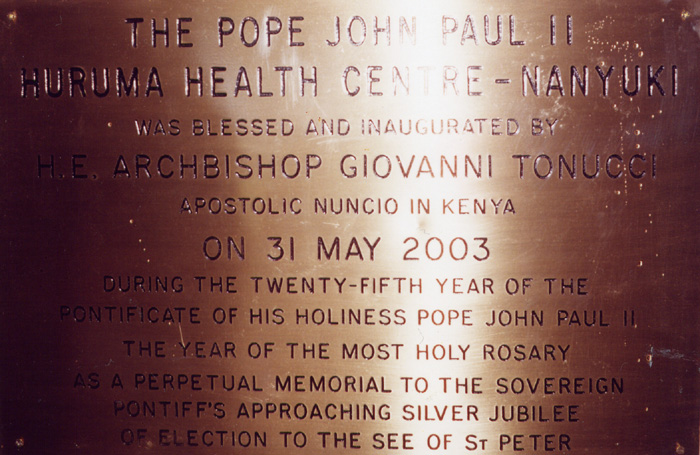 THE POPE JOHN PAUL II
HURUMA HEALTH CENTRE – NANYUKI
WAS BLESSED AND INAUGURATED BY
H.E. ARCHBISHOP GIOVANNI TONUCCI
APOSTOLIC NUNCIO IN KENYA
ON 31 MAY 2003
DURING THE TWENTY-FIFTH YEAR OF THE
PONTIFICATE OF HIS HOLINESS POPE JOHN PAUL II
THE YEAR OF THE MOST HOLY ROSARY
AS A PERPETUAL MEMORIAL TO THE SOVEREIGN
PONTIFF'S APPROACHING SILVER JUBILEE
OF ELECTION TO THE SEE OF ST PETER